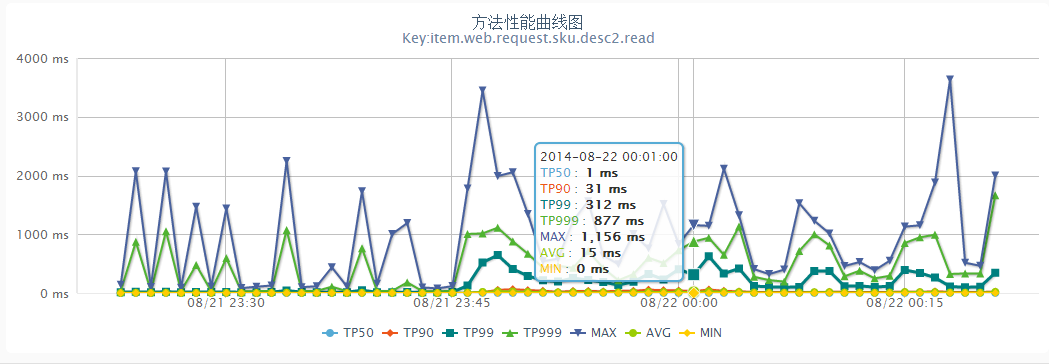 方法性能曲线图
Key:item.web.request.sku.desc2.read
4000 ms
3000 ms
2000 ms
1000 ms
0 ms
2014-08-22 00:01:00
TP50 : 1 ms
TP90 : 31 ms
TP99 : 312 ms
TP999 : 877 ms
MAX : 1,156 ms
AVG : 15 ms
MIN : 0 ms
08/21 23:30
08/21 23:45
08/22 00:00
08/22 00:15
TP50 TP90 TP99 TP999 MAX AVG MIN